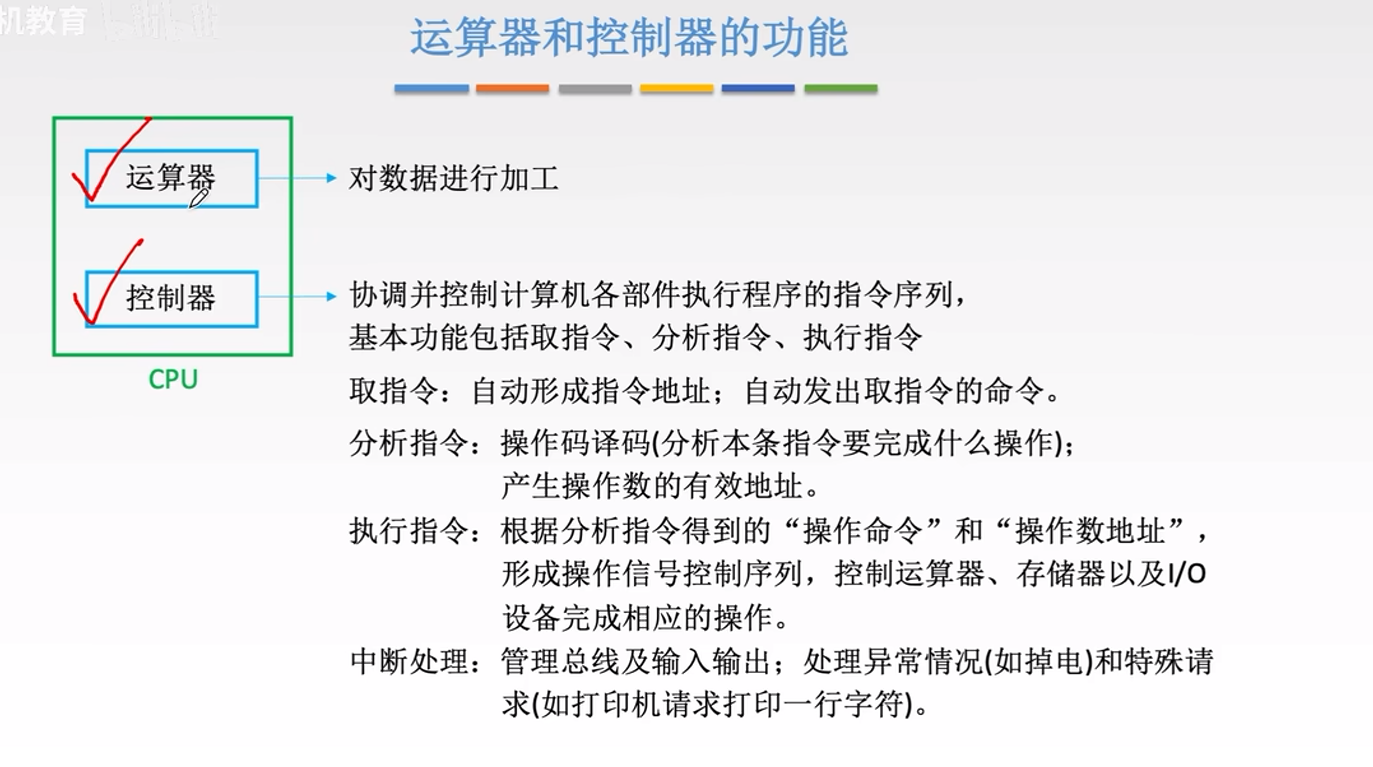 机教育
运算器和控制器的功能
运算器
对数据进行加工
控制器
协调并控制计算机各部件执行程序的指令序列，
基本功能包括取指令、分析指令、执行指令
CPU
取指令：自动形成指令地址；自动发出取指令的命令。
分析指令：操作码译码(分析本条指令要完成什么操作)；
产生操作数的有效地址。
执行指令：根据分析指令得到的“操作命令”和“操作数地址”，
形成操作信号控制序列，控制运算器、存储器以及I/O
设备完成相应的操作。
中断处理：管理总线及输入输出；处理异常情况(如掉电)和特殊请
求(如打印机请求打印一行字符)。